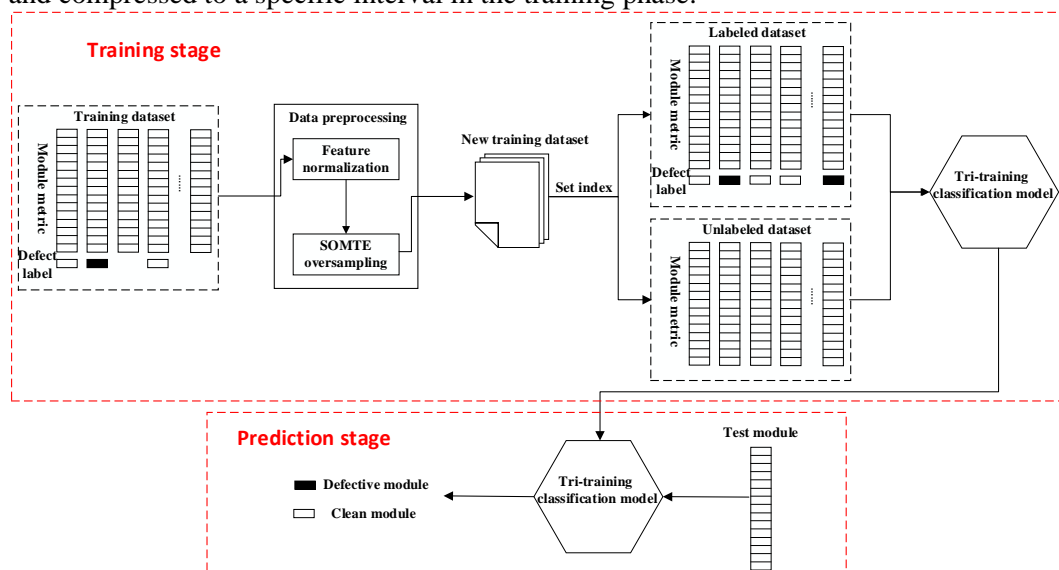 and compressed to a specific interval in the training phase.
Training stage
Training dataset
Module metric
Defect
label
Data preprocessing
Feature
normalization
SOMTE
oversampling
New training dataset
Set index
Labeled dataset
Module metric
Defect
label
Unlabeled dataset
Module metric
Tri-training
classification model
Prediction stage
Defective module
Clean module
Tri-training
classification model
Test module